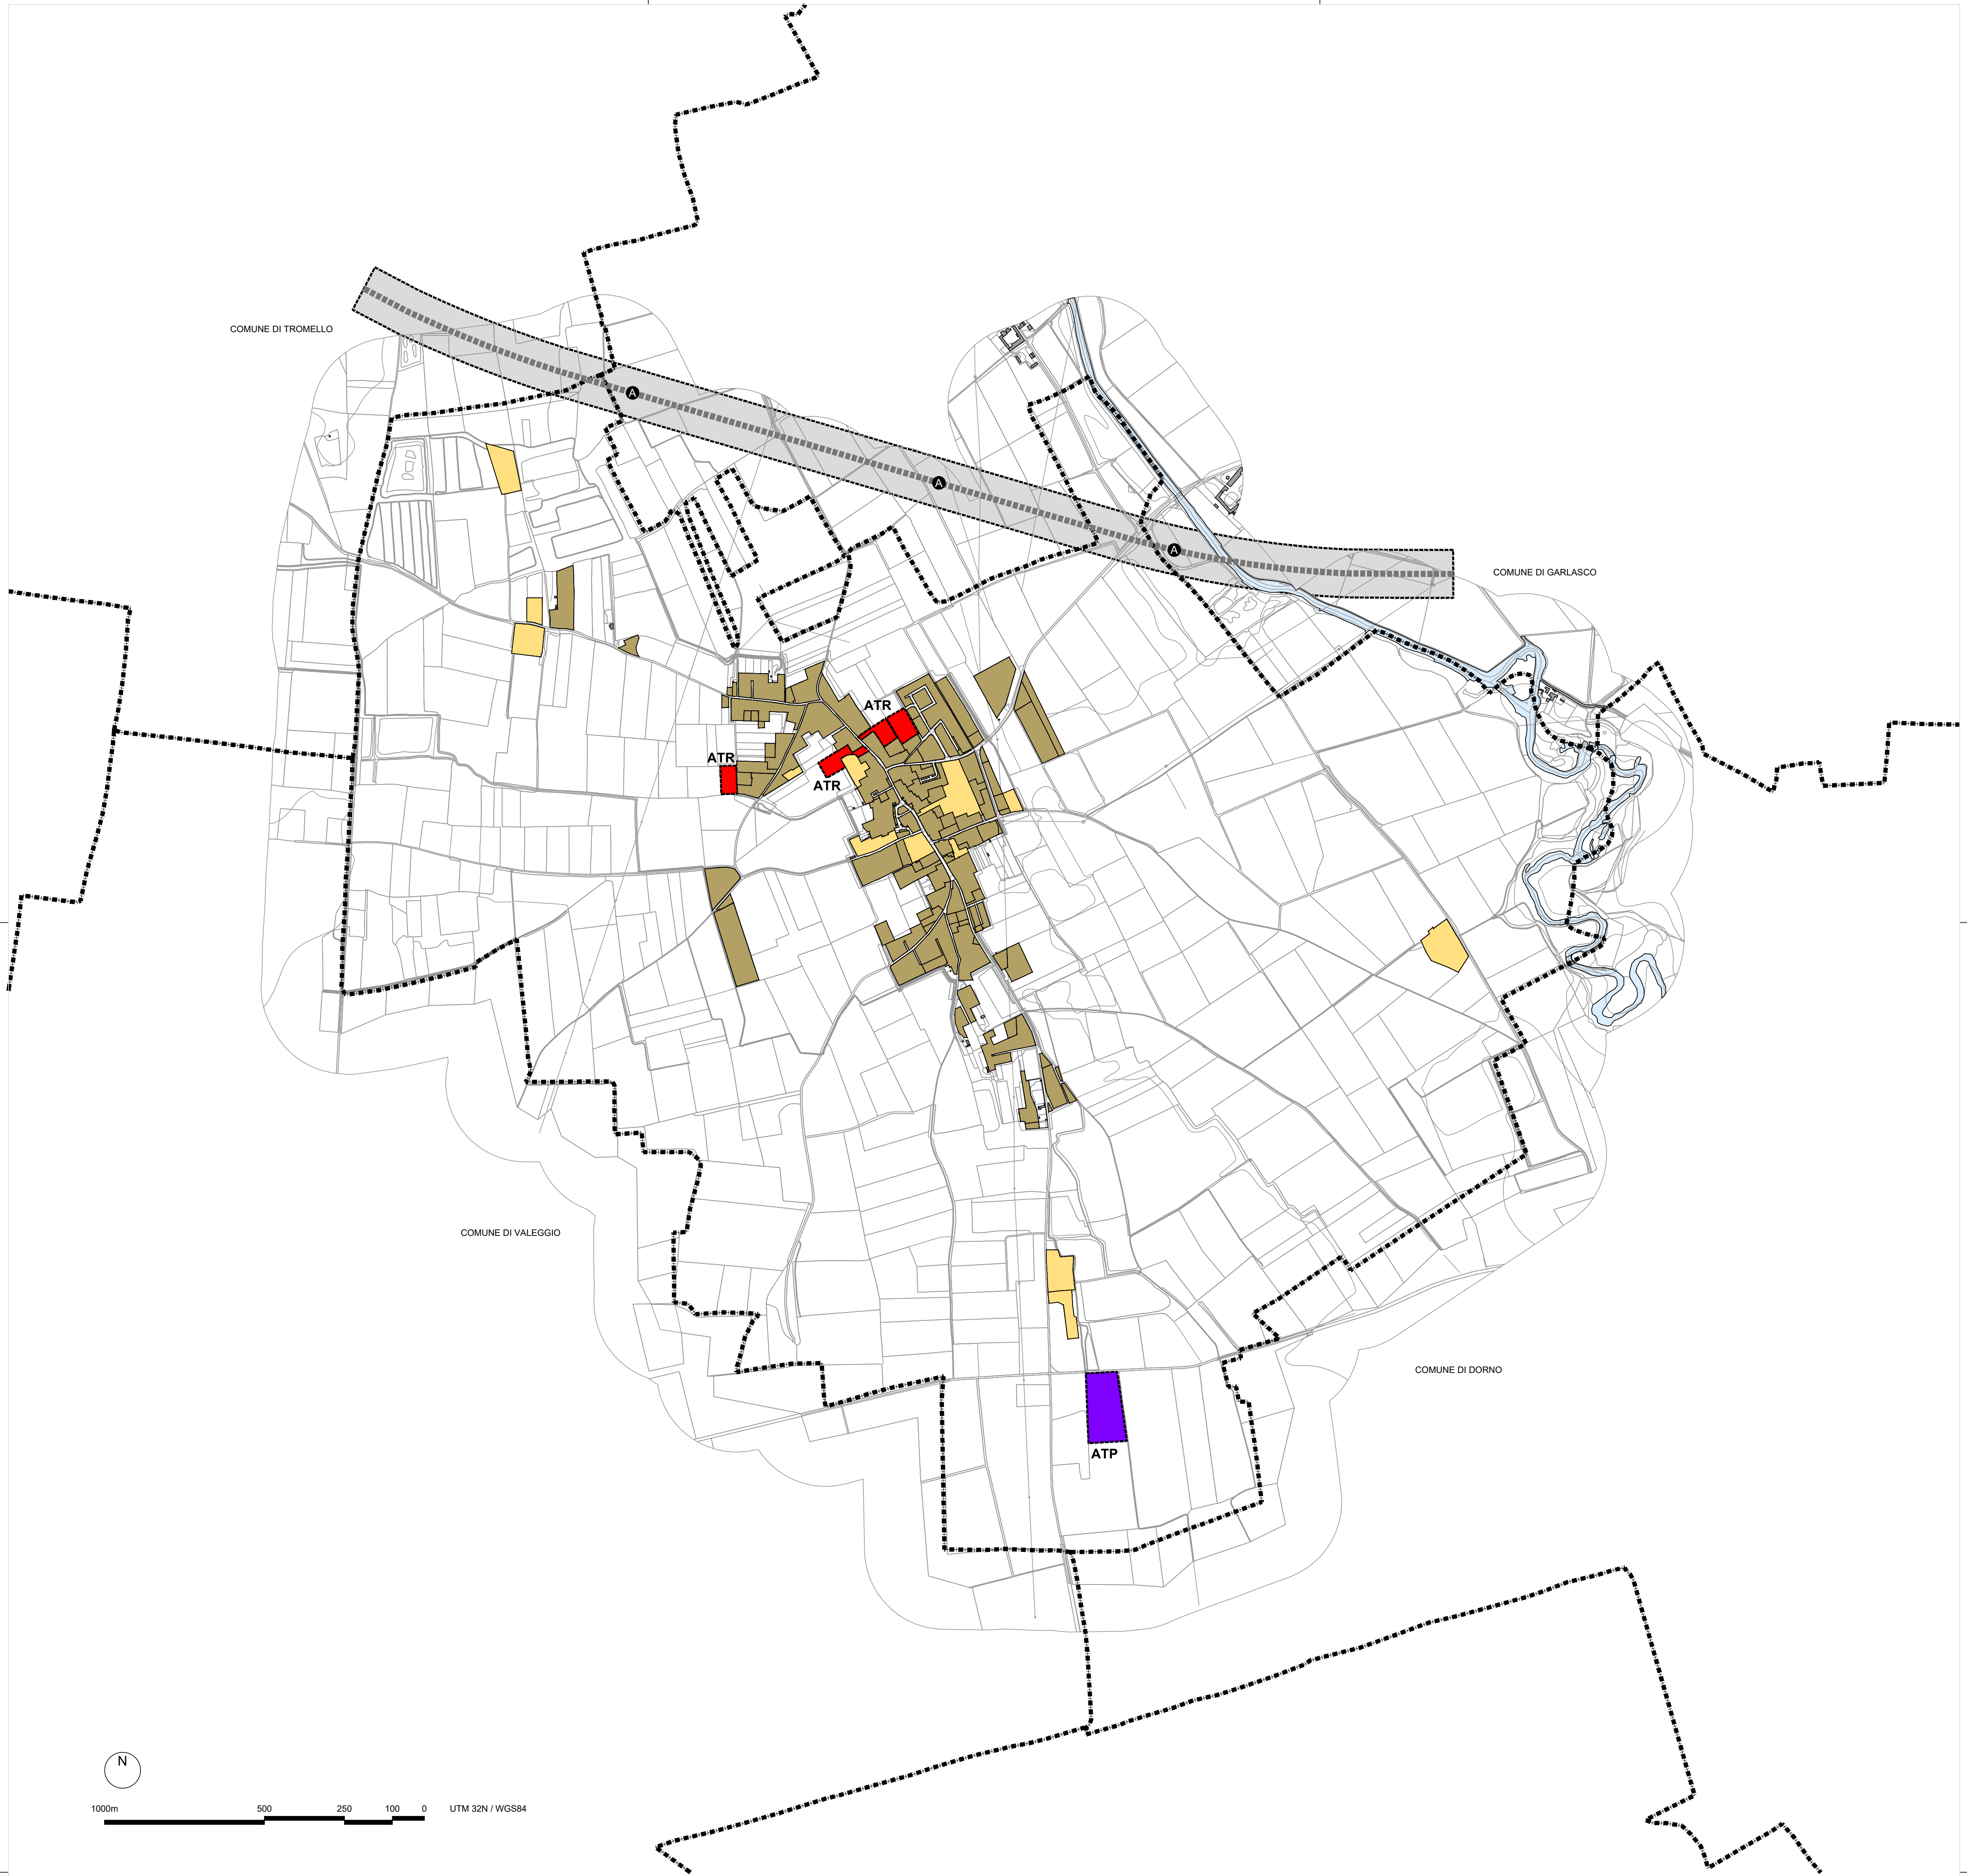 COMUNE DI TROMELLO
A
A
A
COMUNE DI GARLASCO
ATR
ATR
ATR
COMUNE DI VALEGGIO
COMUNE DI DORNO
ATP
N
1000m 500 250 100 0 UTM 32N / WGS84